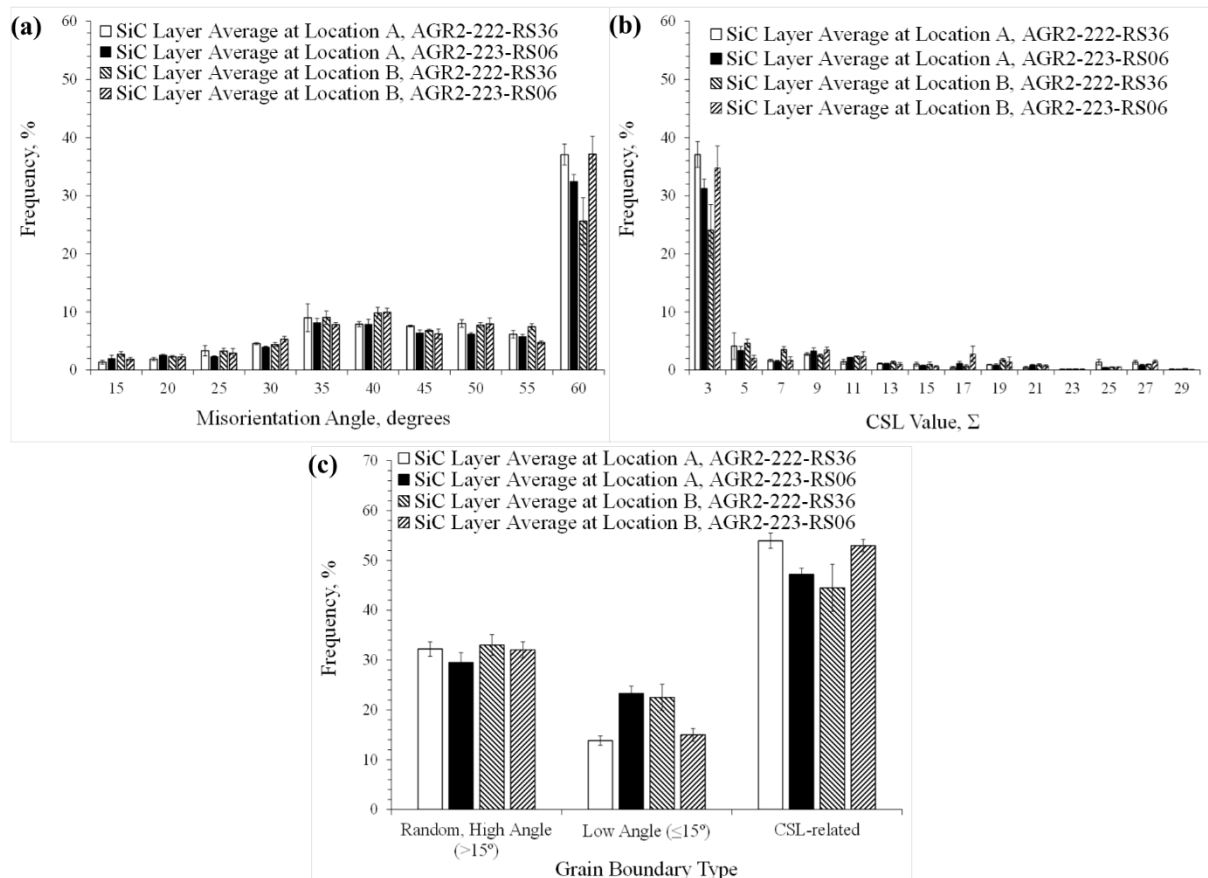 (a)
SiC Layer Average at Location A, AGR2-222-RS36
SiC Layer Average at Location A, AGR2-223-RS06
SiC Layer Average at Location B, AGR2-222-RS36
SiC Layer Average at Location B, AGR2-223-RS06
Frequency, %
60
50
40
30
20
10
0
15 20 25 30 35 40 45 50 55 60
Misorientation Angle, degrees
(b)
SiC Layer Average at Location A, AGR2-222-RS36
SiC Layer Average at Location A, AGR2-223-RS06
SiC Layer Average at Location B, AGR2-222-RS36
SiC Layer Average at Location B, AGR2-223-RS06
Frequency, %
60
50
40
30
20
10
0
3 5 7 9 11 13 15 17 19 21 23 25 27 29
CSL Value, Σ
(c)
SiC Layer Average at Location A, AGR2-222-RS36
SiC Layer Average at Location A, AGR2-223-RS06
SiC Layer Average at Location B, AGR2-222-RS36
SiC Layer Average at Location B, AGR2-223-RS06
Frequency, %
70
60
50
40
30
20
10
0
Random, High Angle (>15º)
Low Angle (≤15º)
CSL-related
Grain Boundary Type